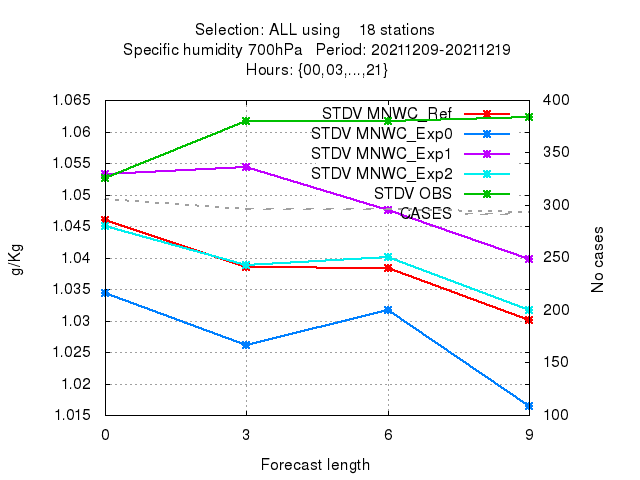 Selection: ALL using 18 stations
Specific humidity 700hPa Period: 20211209-20211219
Hours: {00,03,...,21}
1.065
1.06
1.055
1.05
1.045
1.04
1.035
1.03
1.025
1.02
1.015
g/Kg
STDV MNWC_Ref
STDV MNWC_Exp0
STDV MNWC_Exp1
STDV MNWC_Exp2
STDV OBS
CASES
400
350
300
250
200
150
100
No cases
0 3 6 9
Forecast length